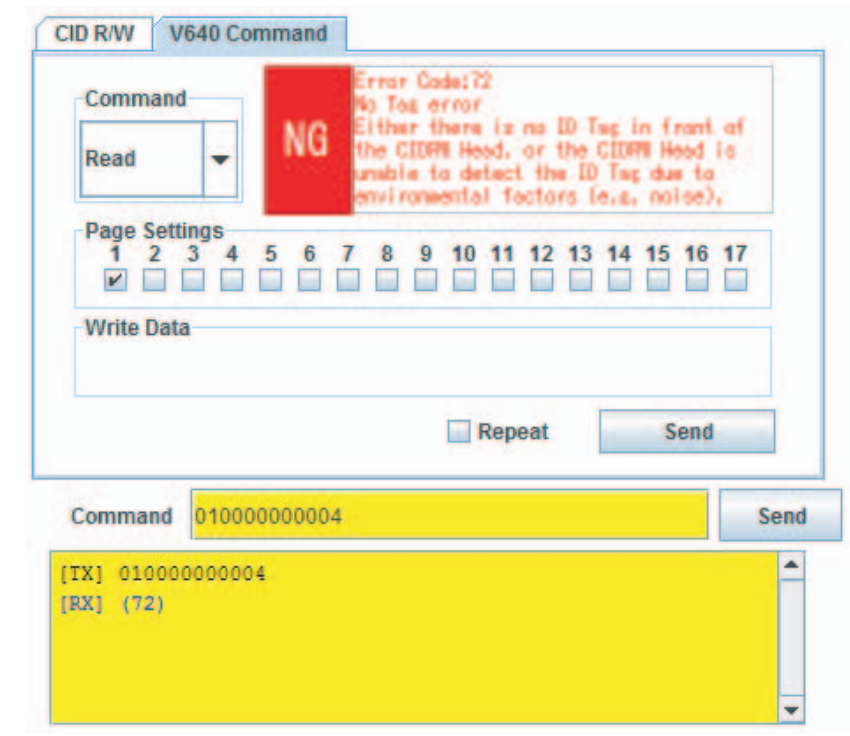 CID R/W V640 Command
Command
Read
NG
Error Code:72
No Tag error
Either there is no ID Tag in front of
the CIDRW Head, or the CIDRW Head is
unable to detect the ID Tag due to
environmental factors (e.g. noise).
Page Settings
1 2 3 4 5 6 7 8 9 10 11 12 13 14 15 16 17
Write Data
Repeat Send
Command 010000000004 Send
[TX] 010000000004
[RX] (72)